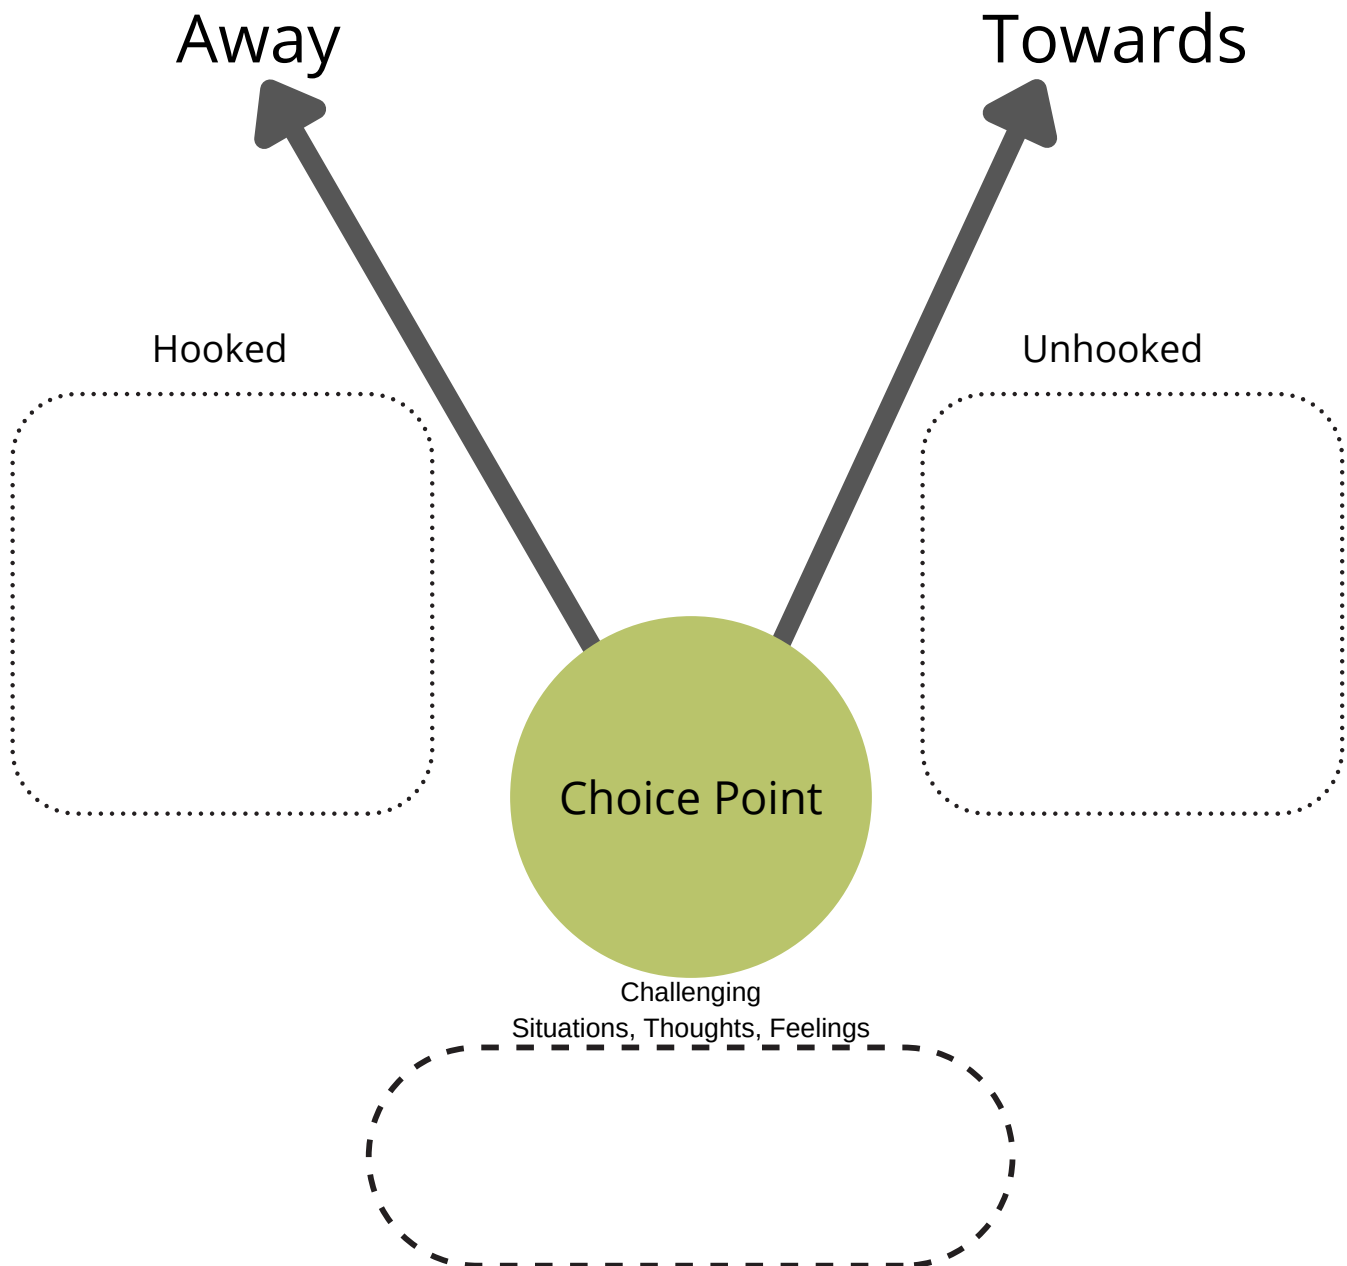 Away
Towards
Hooked
Unhooked
Choice Point
Challenging
Situations, Thoughts, Feelings